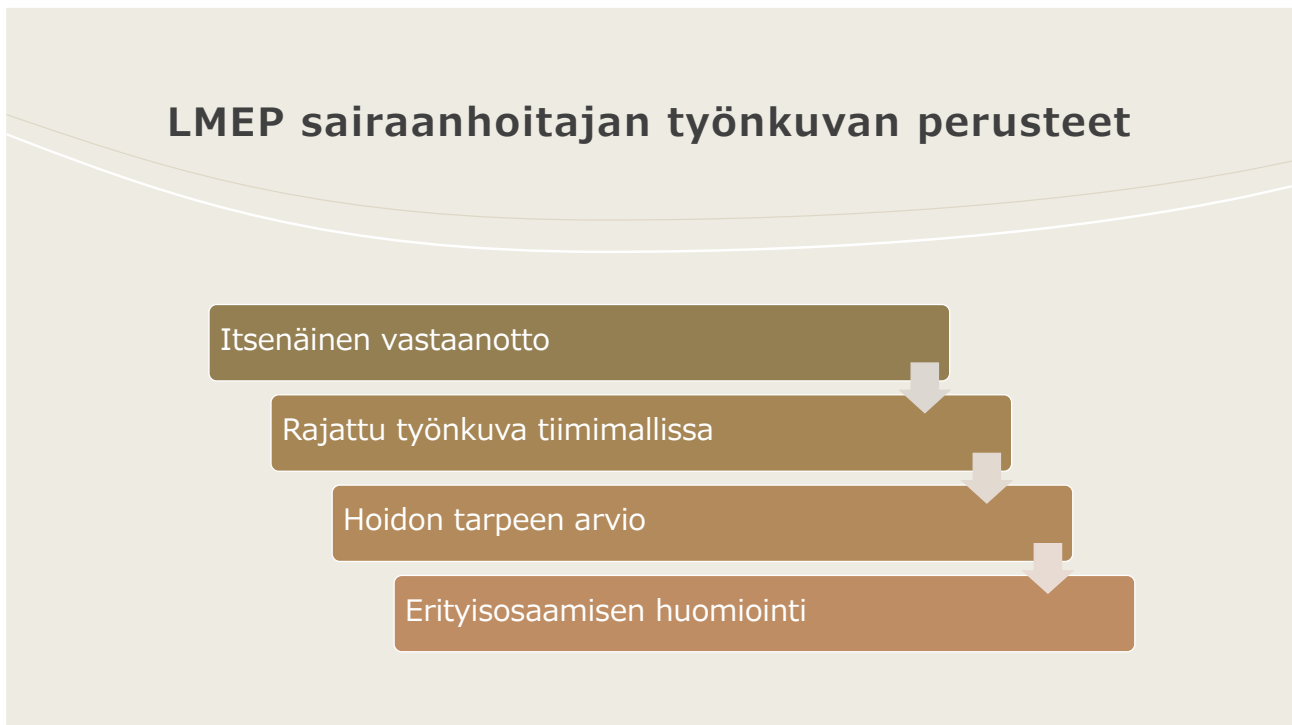 LMEP sairaanhoitajan työnkuvan perusteet
Itsenäinen vastaanotto
Rajattu työnkuva tiimimallissa
Hoidon tarpeen arvio
Erityisosaamisen huomiointi